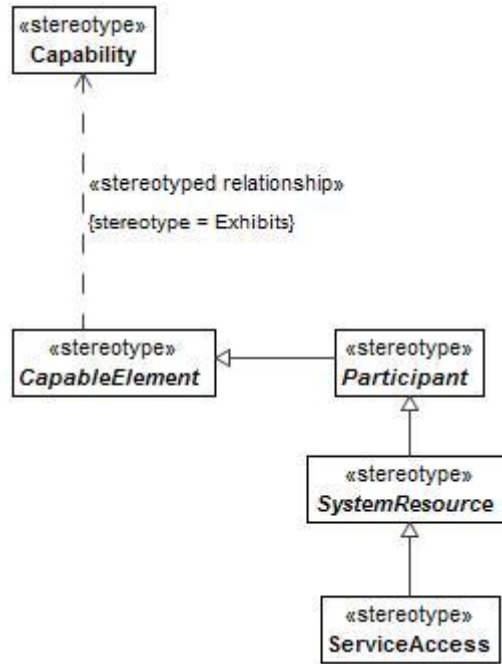 «stereotype»
Capability
«stereotyped relationship»
{stereotype = Exhibits}
«stereotype»
CapableElement
«stereotype»
Participant
«stereotype»
SystemResource
«stereotype»
ServiceAccess